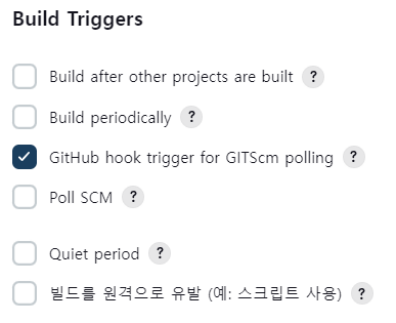 Build Triggers
Build after other projects are built ?
Build periodically ?
GitHub hook trigger for GITScm polling ?
Poll SCM ?
Quiet period ?
빌드를 원격으로 유발 (예: 스크립트 사용) ?